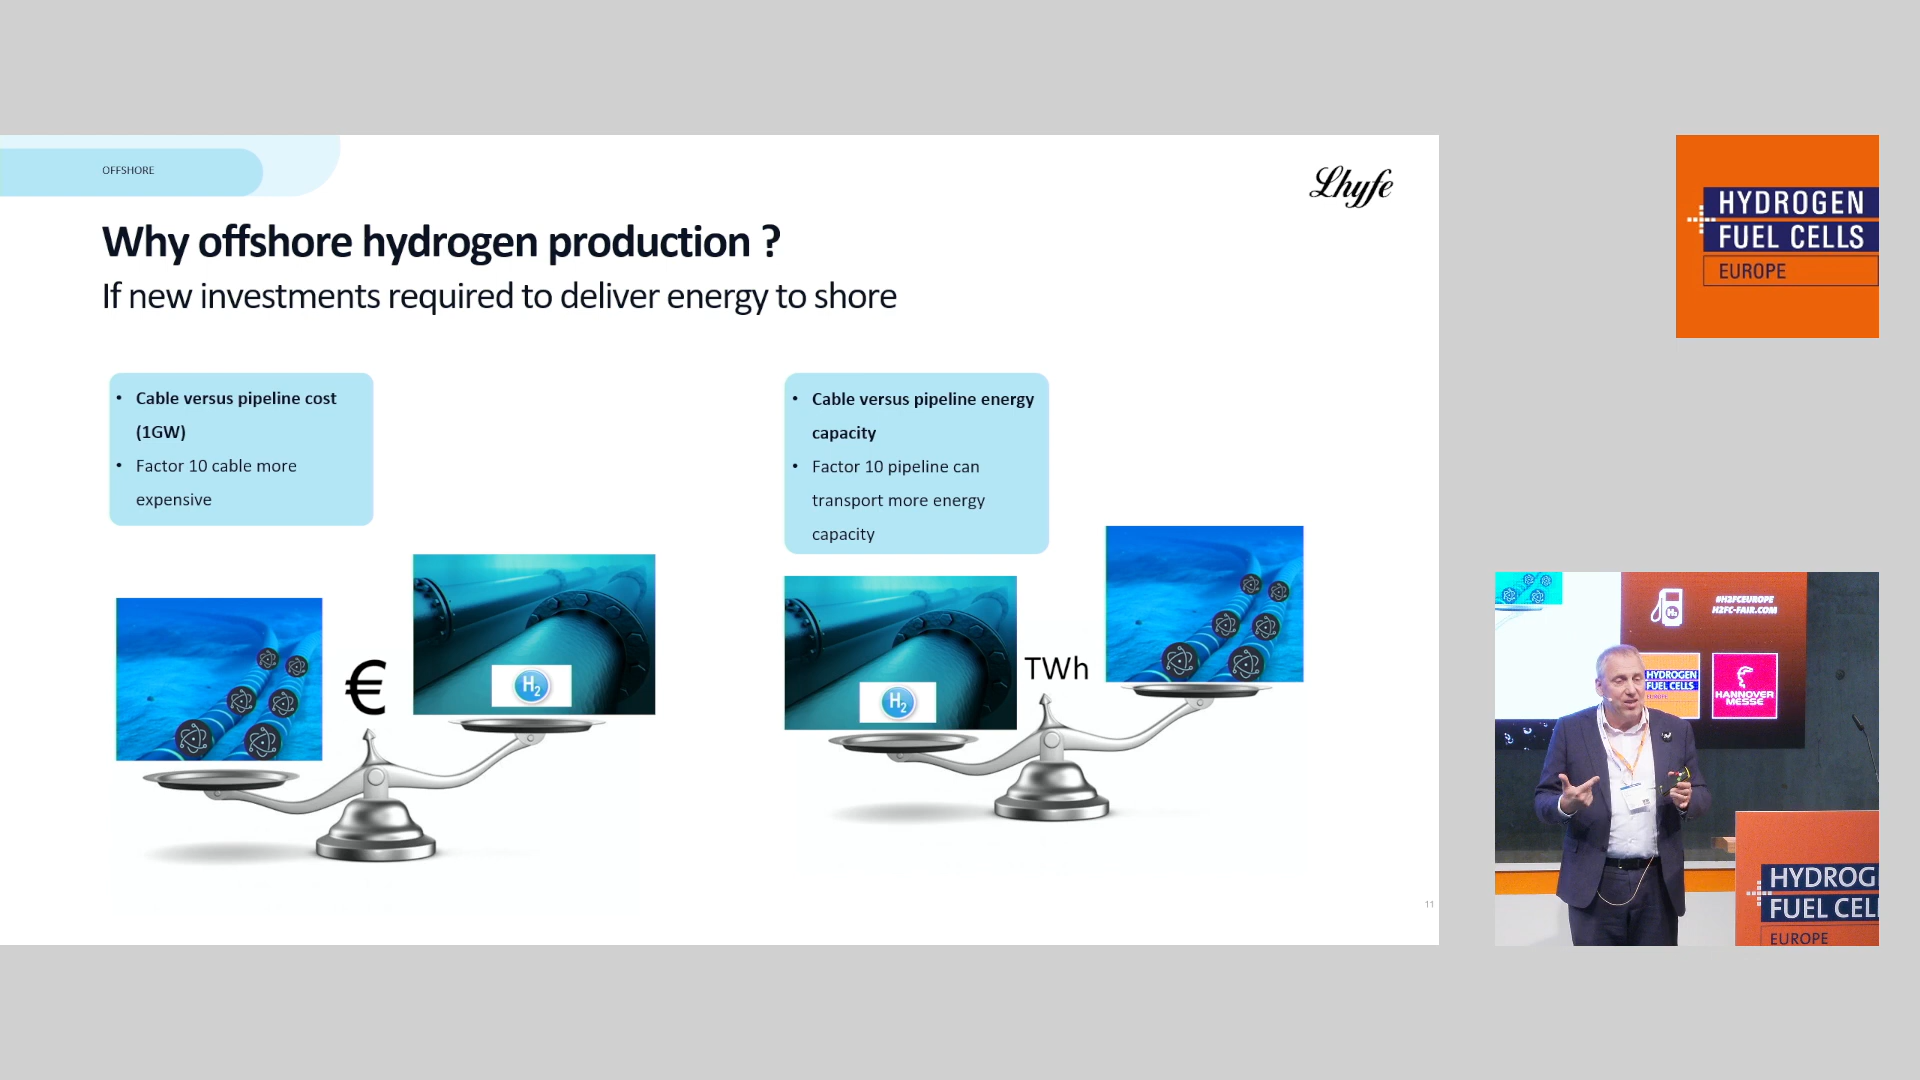 OFFSHORE
Lhyfe
Why offshore hydrogen production ?
If new investments required to deliver energy to shore
• Cable versus pipeline cost
(1GW)
• Factor 10 cable more
expensive
• Cable versus pipeline energy
capacity
• Factor 10 pipeline can
transport more energy
capacity
€
H2
TWh
H2
11
HYDROGEN
FUEL CELLS
EUROPE
#H2FCEUROPE
H2FC-FAIR.COM
H2
HYDROGEN
FUEL CELLS
EUROPE
HANNOVER
MESSE
HYDROG
FUEL CEL
EUROPE